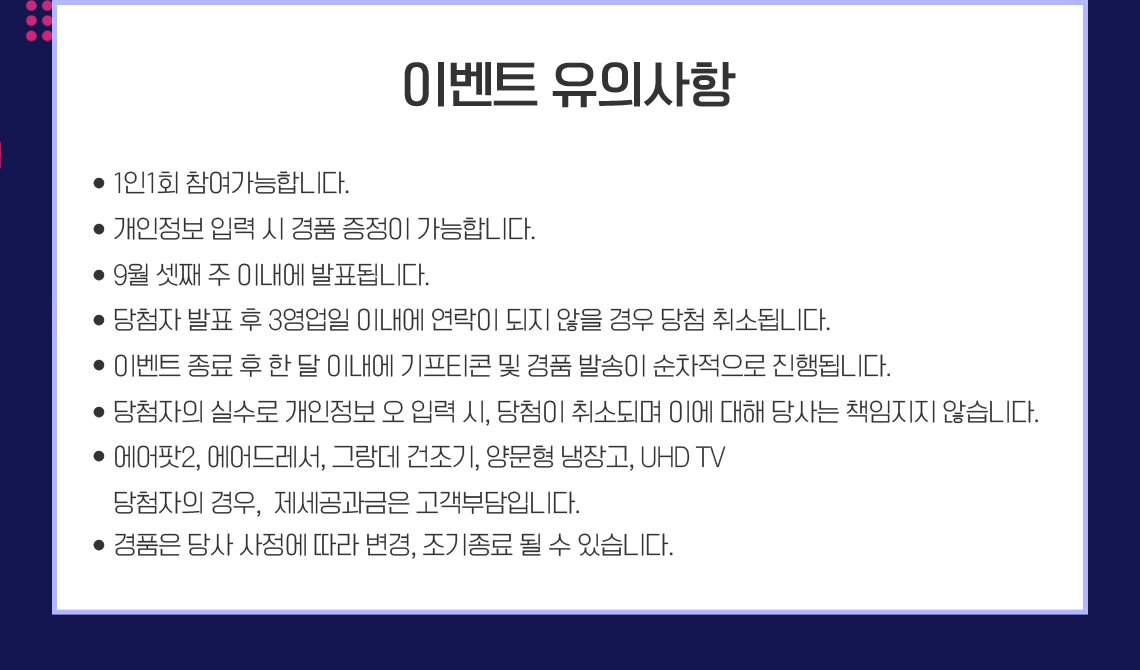 이벤트 유의사항
● 1인1회 참여가능합니다.
● 개인정보 입력 시 경품 증정이 가능합니다.
● 9월 셋째 주 이내에 발표됩니다.
● 당첨자 발표 후 3영업일 이내에 연락이 되지 않을 경우 당첨 취소됩니다.
● 이벤트 종료 후 한 달 이내에 기프티콘 및 경품 발송이 순차적으로 진행됩니다.
● 당첨자의 실수로 개인정보 오 입력 시, 당첨이 취소되며 이에 대해 당사는 책임지지 않습니다.
● 에어팟2, 에어드레서, 그랑데 건조기, 양문형 냉장고, UHD TV
당첨자의 경우, 제세공과금은 고객부담입니다.
● 경품은 당사 사정에 따라 변경, 조기종료 될 수 있습니다.